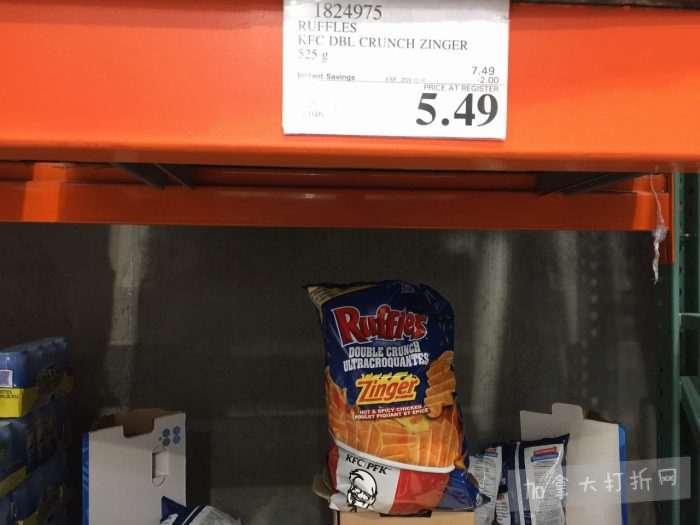 1824975
RUFFLES
KFC DBL CRUNCH ZINGER
525 g
7.49
Instant Savings
-2.00
PRICE AT REGISTER
5.49
Ruffles
DOUBLE CRUNCH
ULTRACROQUANTES
Zinger
HOT & SPICY CHICKEN
POULET PIQUANT ET ÉPICÉ
KFC/PFK
加拿大打折网